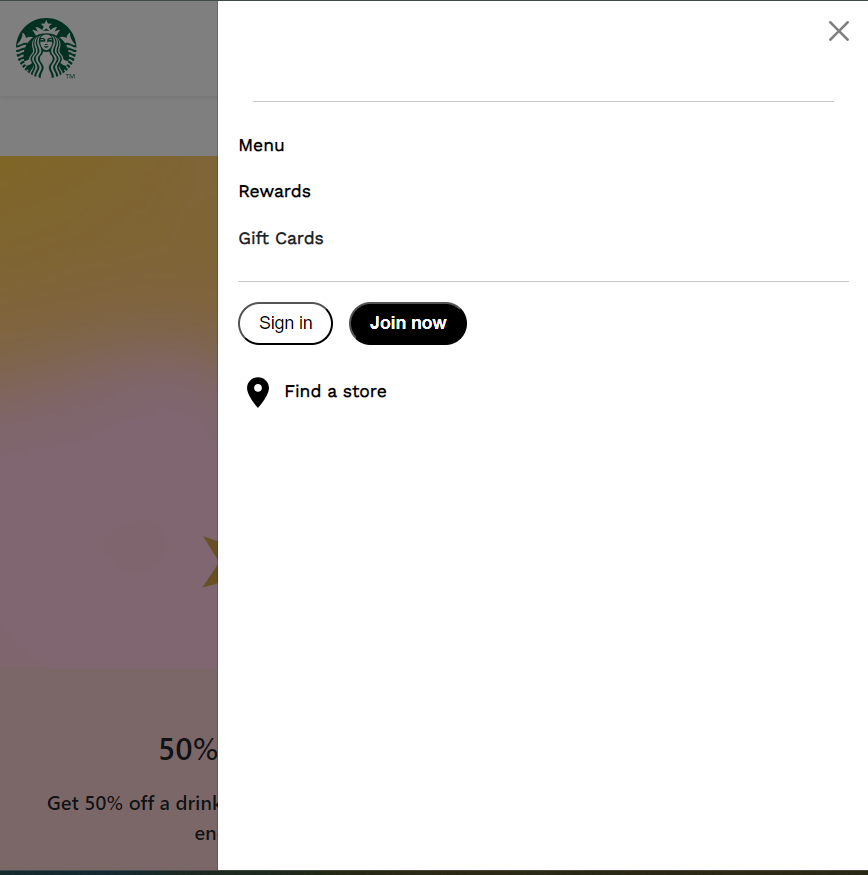 TM
Menu
Rewards
Gift Cards
Sign in
Join now
Find a store
50%
Get 50% off a drink
en